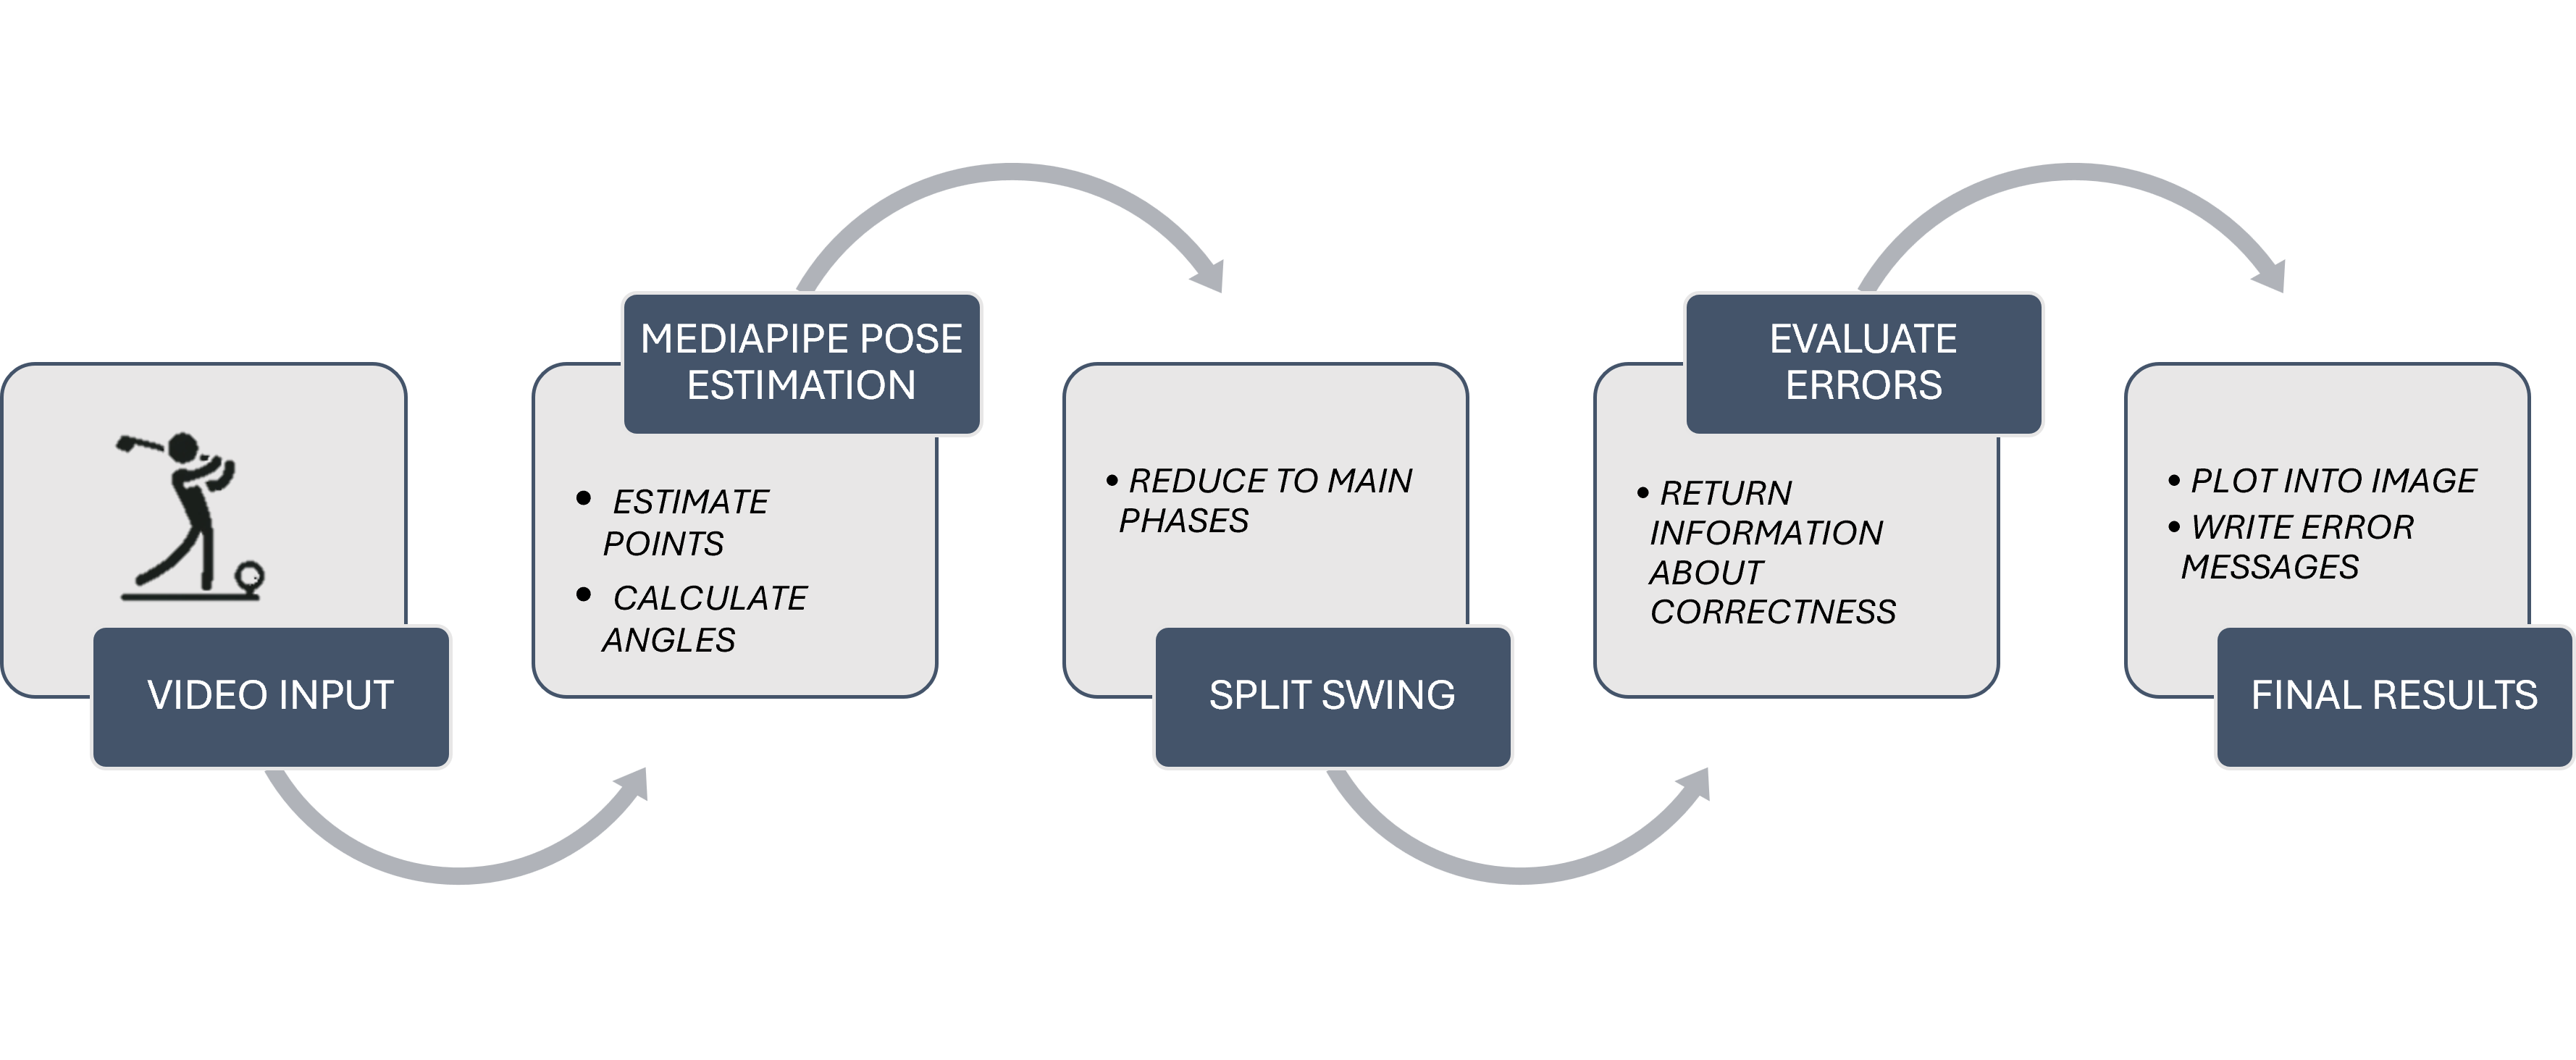 VIDEO INPUT
MEDIAPIPE POSE
ESTIMATION
• ESTIMATE
POINTS
• CALCULATE
ANGLES
• REDUCE TO MAIN
PHASES
SPLIT SWING
EVALUATE
ERRORS
• RETURN
INFORMATION
ABOUT
CORRECTNESS
• PLOT INTO IMAGE
• WRITE ERROR
MESSAGES
FINAL RESULTS